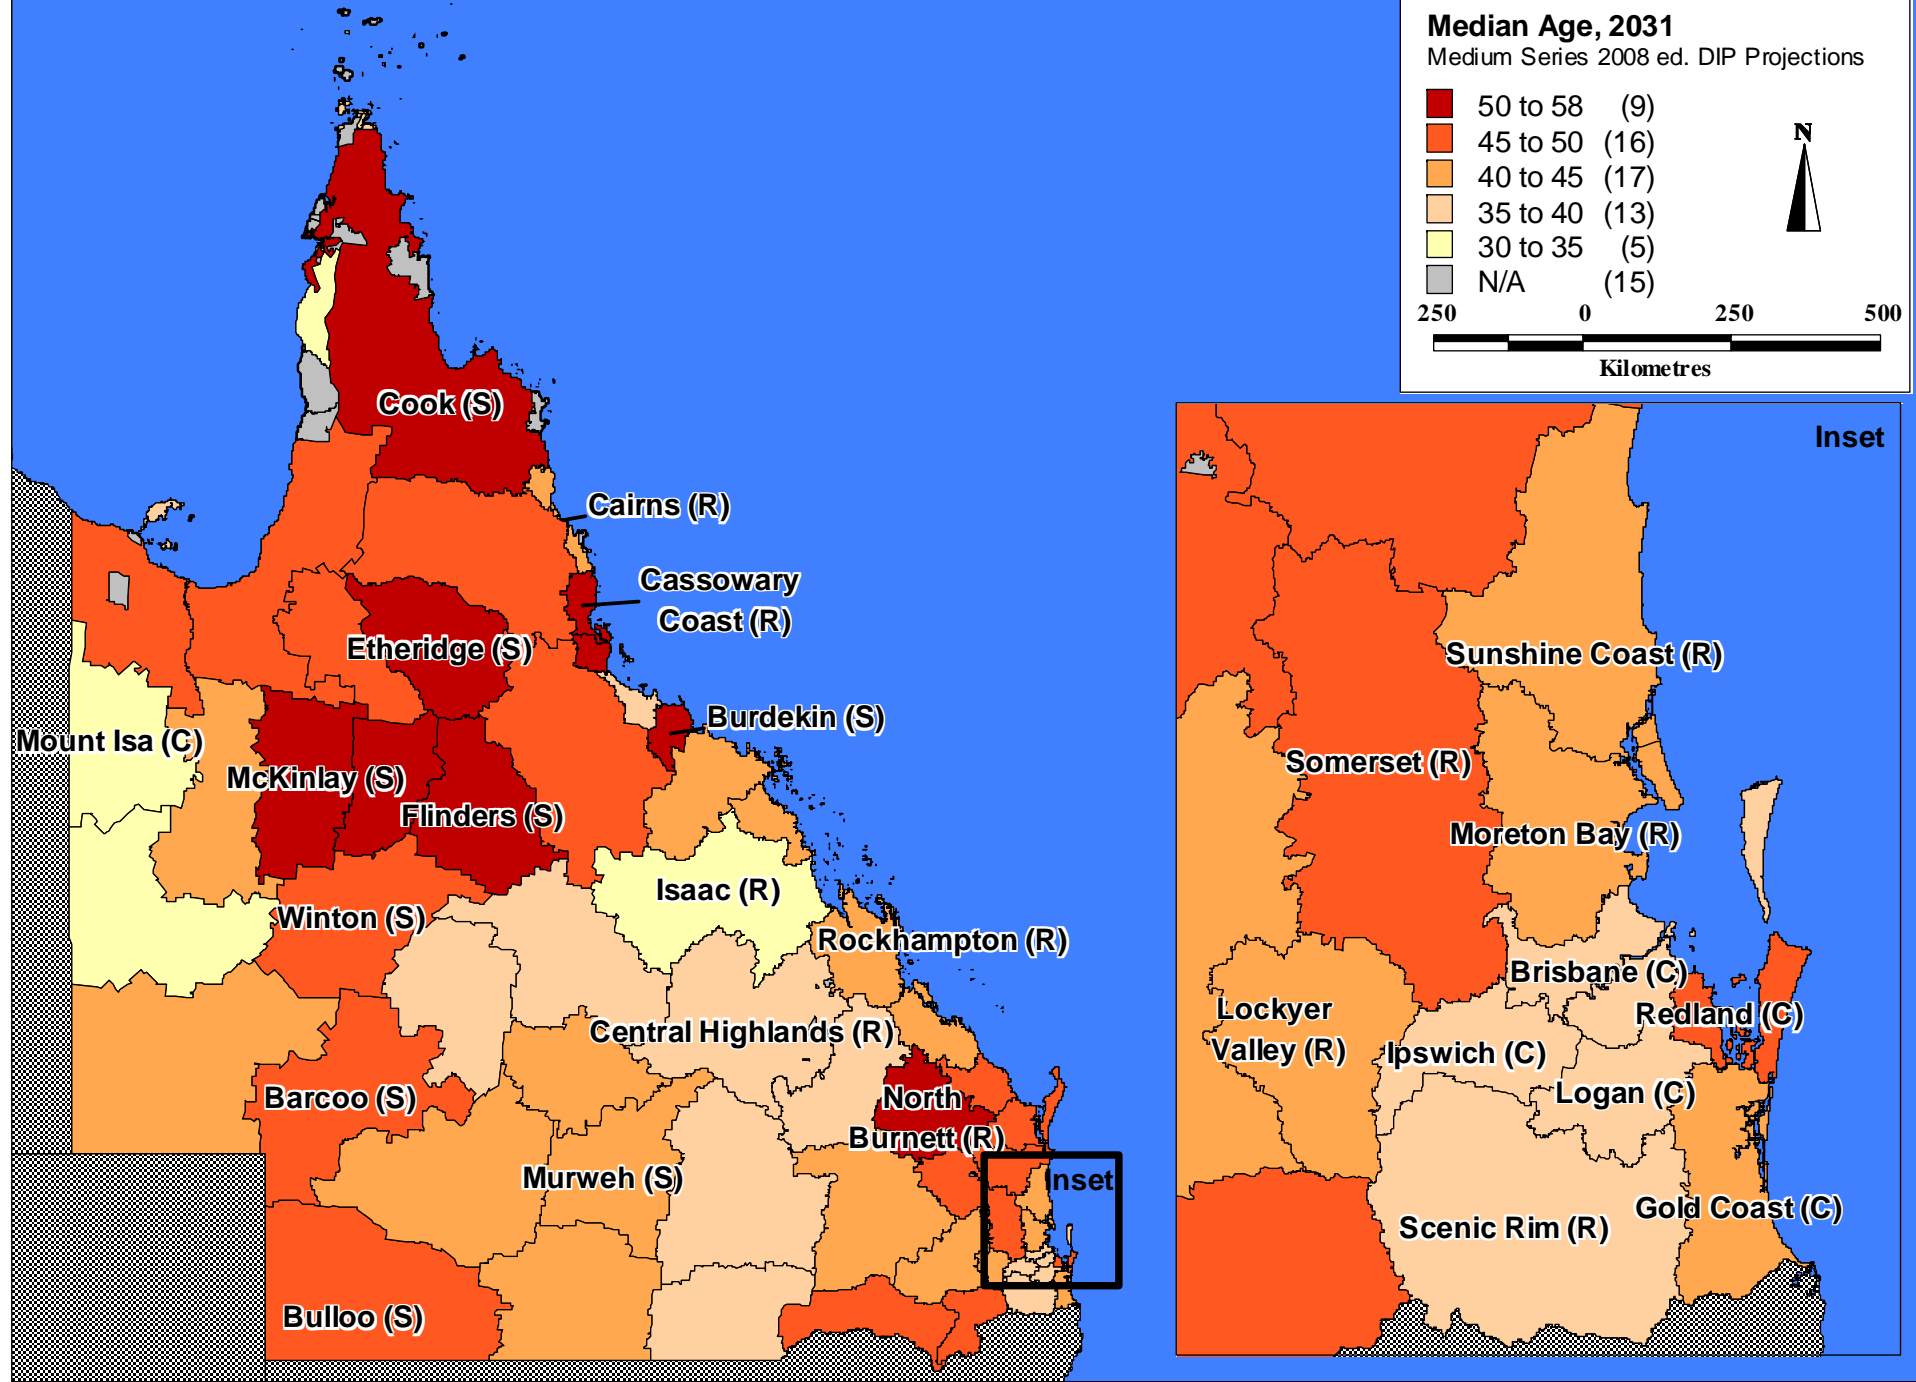 Median Age, 2031
Medium Series 2008 ed. DIP Projections
50 to 58 (9)
45 to 50 (16)
40 to 45 (17)
35 to 40 (13)
30 to 35 (5)
N/A (15)
N
250 0 250 500
Kilometres
Cook (S)
Cairns (R)
Cassowary
Coast (R)
Etheridge (S)
Burdekin (S)
Mount Isa (C)
McKinlay (S)
Flinders (S)
Isaac (R)
Winton (S)
Rockhampton (R)
Central Highlands (R)
Barcoo (S)
North
Burnett (R)
Murweh (S)
Inset
Bulloo (S)
Inset
Sunshine Coast (R)
Somerset (R)
Moreton Bay (R)
Brisbane (C)
Redland (C)
Lockyer
Valley (R)
Ipswich (C)
Logan (C)
Gold Coast (C)
Scenic Rim (R)